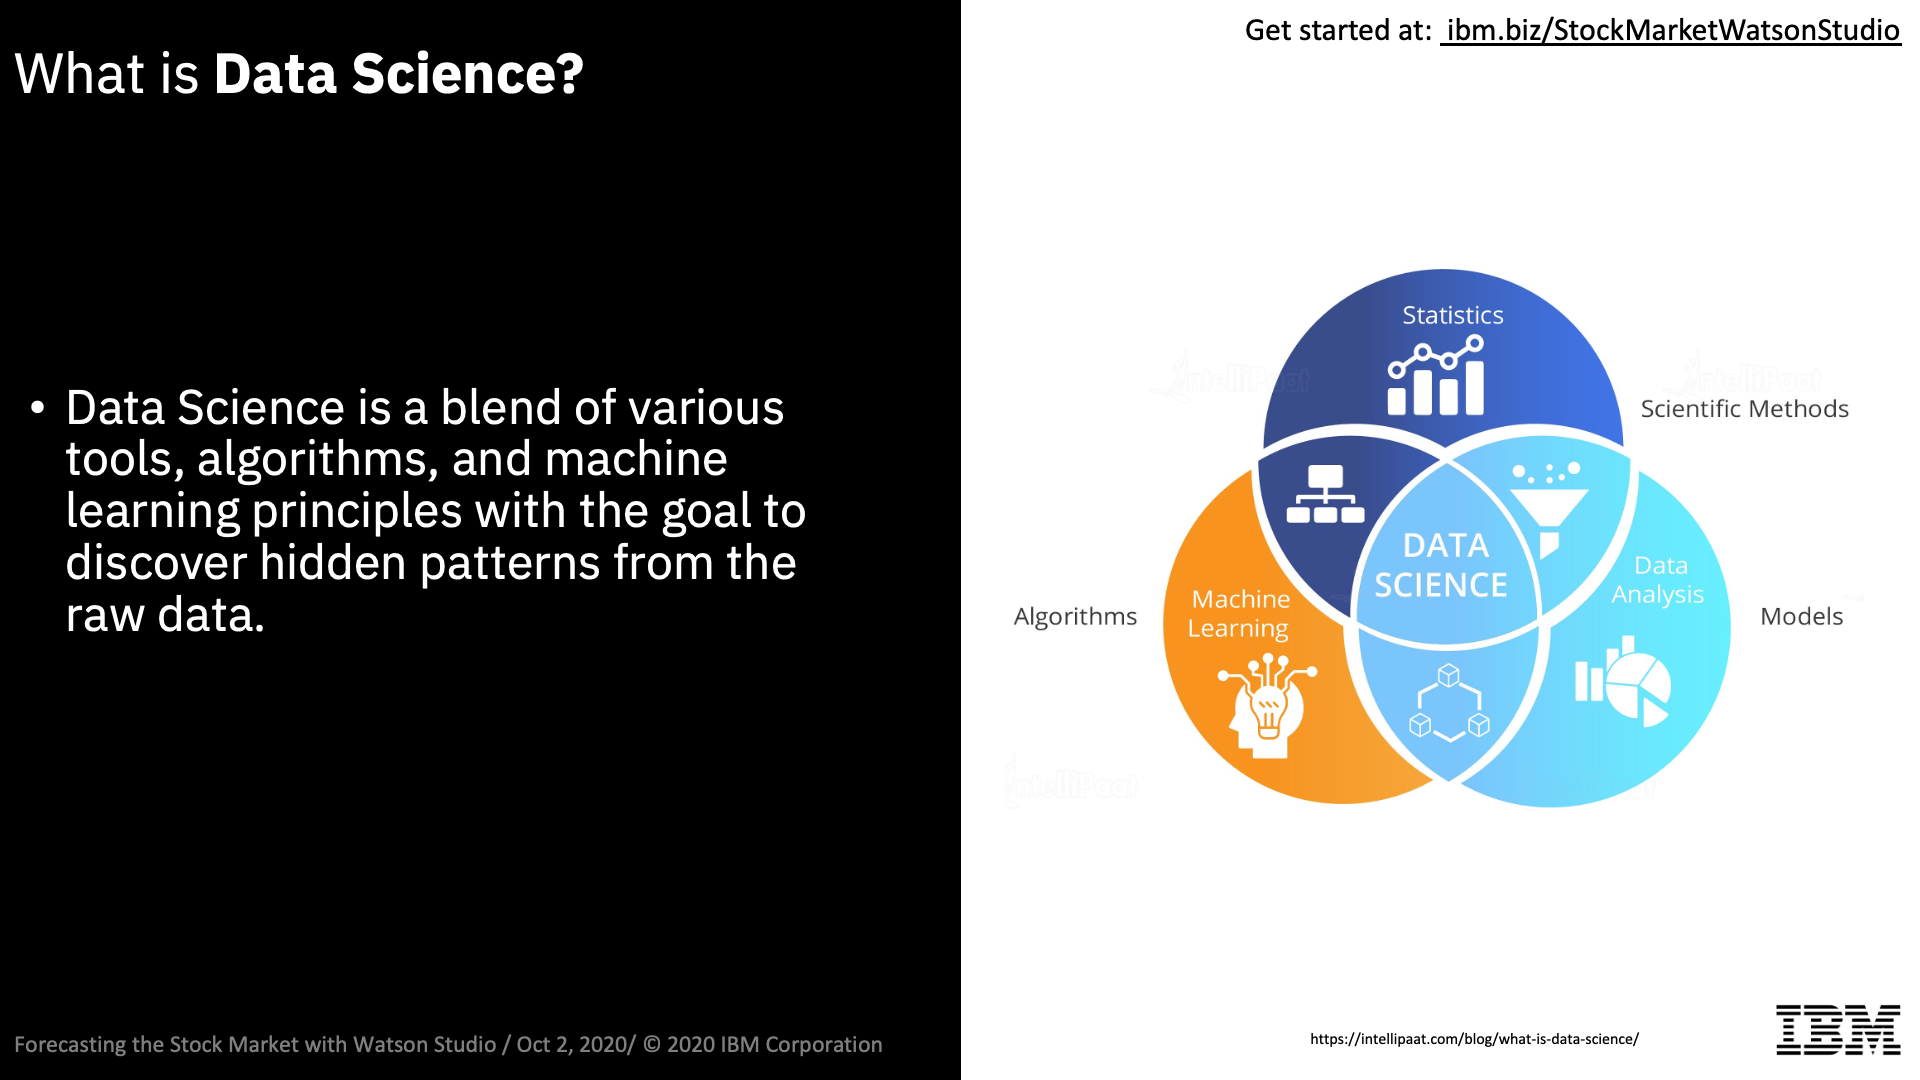 Get started at:  ibm.biz/StockMarketWatsonStudio
What is Data Science?
• Data Science is a blend of various
tools, algorithms, and machine
learning principles with the goal to
discover hidden patterns from the
raw data.
Statistics
Scientific Methods
DATA
SCIENCE
Data
Analysis
Machine
Learning
Algorithms
Models
IntelliPaat
IntelliPaat
IntelliPaat
Forecasting the Stock Market with Watson Studio / Oct 2, 2020/ © 2020 IBM Corporation
https://intellipaat.com/blog/what-is-data-science/
IBM